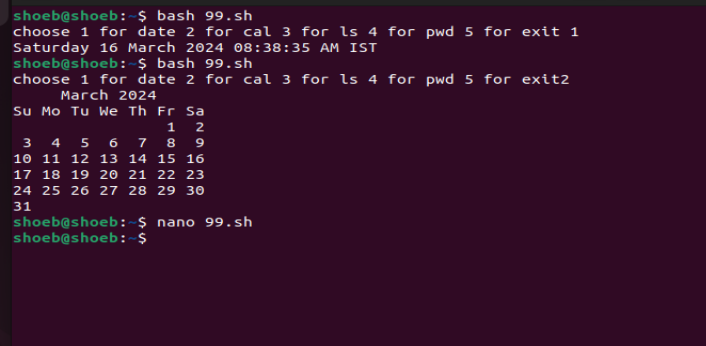 shoeb@shoeb:~$ bash 99.sh
choose 1 for date 2 for cal 3 for ls 4 for pwd 5 for exit 1
Saturday 16 March 2024 08:38:35 AM IST
shoeb@shoeb:~$ bash 99.sh
choose 1 for date 2 for cal 3 for ls 4 for pwd 5 for exit2
     March 2024
Su Mo Tu We Th Fr Sa
                1  2
 3  4  5  6  7  8  9
10 11 12 13 14 15 16
17 18 19 20 21 22 23
24 25 26 27 28 29 30
31
shoeb@shoeb:~$ nano 99.sh
shoeb@shoeb:~$